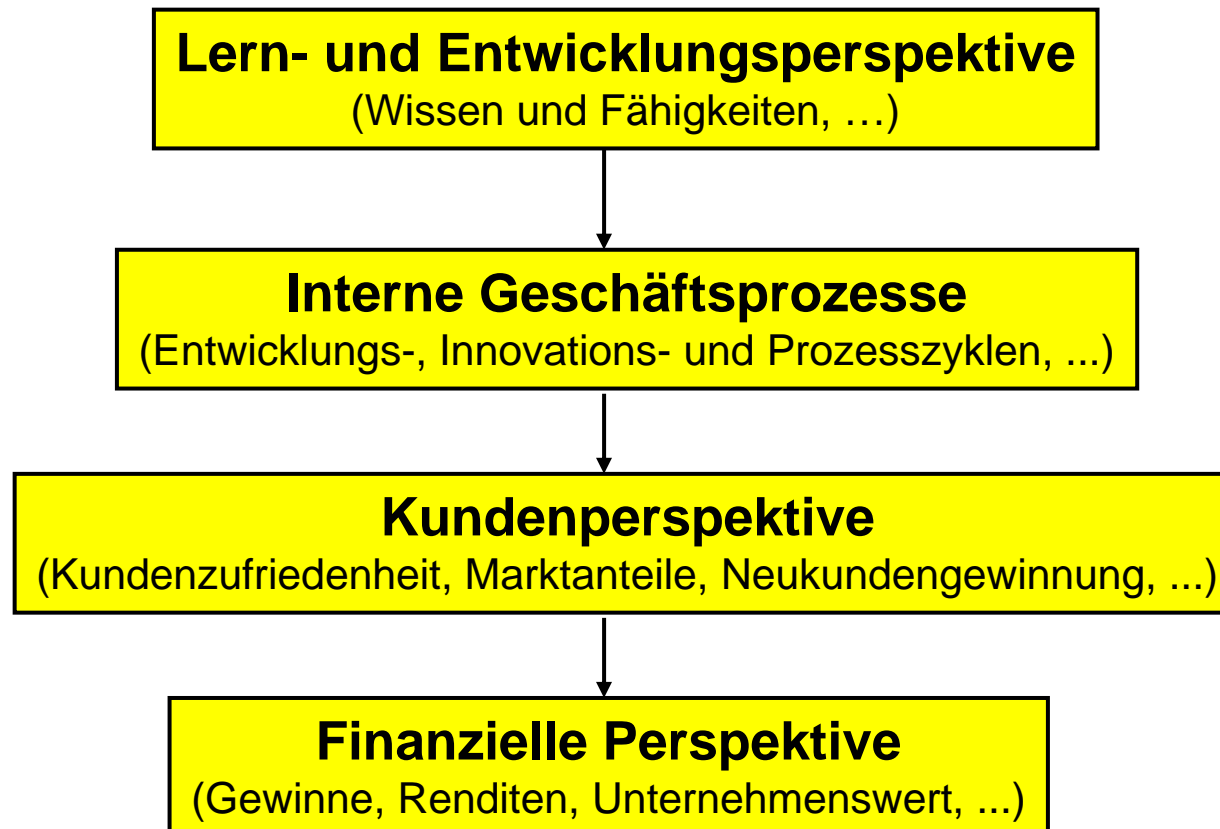 Lern- und Entwicklungsperspektive
(Wissen und Fähigkeiten, …)
Interne Geschäftsprozesse
(Entwicklungs-, Innovations- und Prozesszyklen, ...)
Kundenperspektive
(Kundenzufriedenheit, Marktanteile, Neukundengewinnung, ...)
Finanzielle Perspektive
(Gewinne, Renditen, Unternehmenswert, ...)